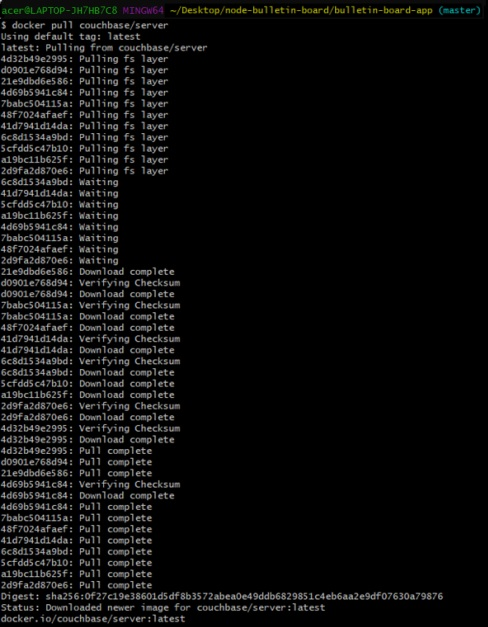 acer@LAPTOP-JH7HB7C8 MINGW64 ~/Desktop/node-bulletin-board/bulletin-board-app (master)
$ docker pull couchbase/server
Using default tag: latest
latest: Pulling from couchbase/server
4d32b49e2995: Pulling fs layer
d0901e768d94: Pulling fs layer
21e9dbd6e586: Pulling fs layer
4d69b5941c84: Pulling fs layer
7babc504115a: Pulling fs layer
48f7024afaef: Pulling fs layer
41d7941d14da: Pulling fs layer
6c8d1534a9bd: Pulling fs layer
5cfdd5c47b10: Pulling fs layer
a19bc11b625f: Pulling fs layer
2d9fa2d870e6: Pulling fs layer
6c8d1534a9bd: Waiting
41d7941d14da: Waiting
5cfdd5c47b10: Waiting
a19bc11b625f: Waiting
4d69b5941c84: Waiting
7babc504115a: Waiting
48f7024afaef: Waiting
2d9fa2d870e6: Waiting
21e9dbd6e586: Download complete
d0901e768d94: Verifying Checksum
d0901e768d94: Download complete
7babc504115a: Verifying Checksum
7babc504115a: Download complete
48f7024afaef: Download complete
41d7941d14da: Verifying Checksum
41d7941d14da: Download complete
6c8d1534a9bd: Verifying Checksum
6c8d1534a9bd: Download complete
5cfdd5c47b10: Download complete
a19bc11b625f: Download complete
2d9fa2d870e6: Verifying Checksum
2d9fa2d870e6: Download complete
4d32b49e2995: Verifying Checksum
4d32b49e2995: Download complete
4d32b49e2995: Pull complete
d0901e768d94: Pull complete
21e9dbd6e586: Pull complete
4d69b5941c84: Verifying Checksum
4d69b5941c84: Download complete
4d69b5941c84: Pull complete
7babc504115a: Pull complete
48f7024afaef: Pull complete
41d7941d14da: Pull complete
6c8d1534a9bd: Pull complete
5cfdd5c47b10: Pull complete
a19bc11b625f: Pull complete
2d9fa2d870e6: Pull complete
Digest: sha256:0f27c19e38601d5df8b3572abea0e49ddb6829851c4eb6aa2e9df07630a79876
Status: Downloaded newer image for couchbase/server:latest
docker.io/couchbase/server:latest